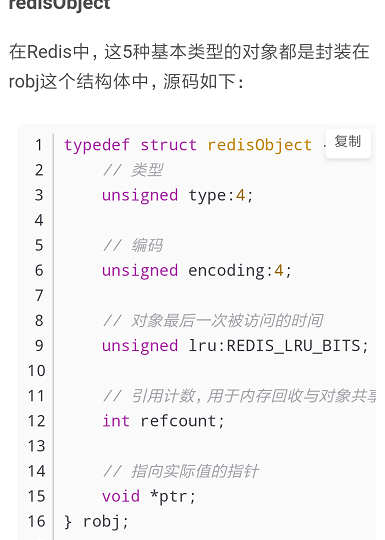 redisObject
在Redis中，这5种基本类型的对象都是封装在
robj这个结构体中，源码如下：
复制
1 typedef struct redisObject
2 // 类型
3 unsigned type:4;
4
5 // 编码
6 unsigned encoding:4;
7
8 // 对象最后一次被访问的时间
9 unsigned lru:REDIS_LRU_BITS;
10
11 // 引用计数，用于内存回收与对象共享
12 int refcount;
13
14 // 指向实际值的指针
15 void *ptr;
16 } robj;